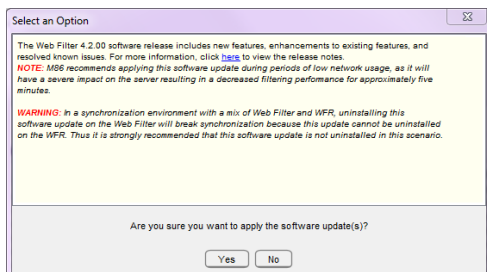 Select an Option
The Web Filter 4.2.00 software release includes new features, enhancements to existing features, and
resolved known issues. For more information, click here to view the release notes.
NOTE: M86 recommends applying this software update during periods of low network usage, as it will
have a severe impact on the server resulting in a decreased filtering perfomance for approximately five
minutes.
WARNING: In a synchronization environment with a mix of Web Filter and WFR, uninstalling this
software update on the Web Filter will break synchronization because this update cannot be uninstalled
on the WFR. Thus it is strongly recommended that this software update is not uninstalled in this scenario.
Are you sure you want to apply the software update(s)?
Yes No